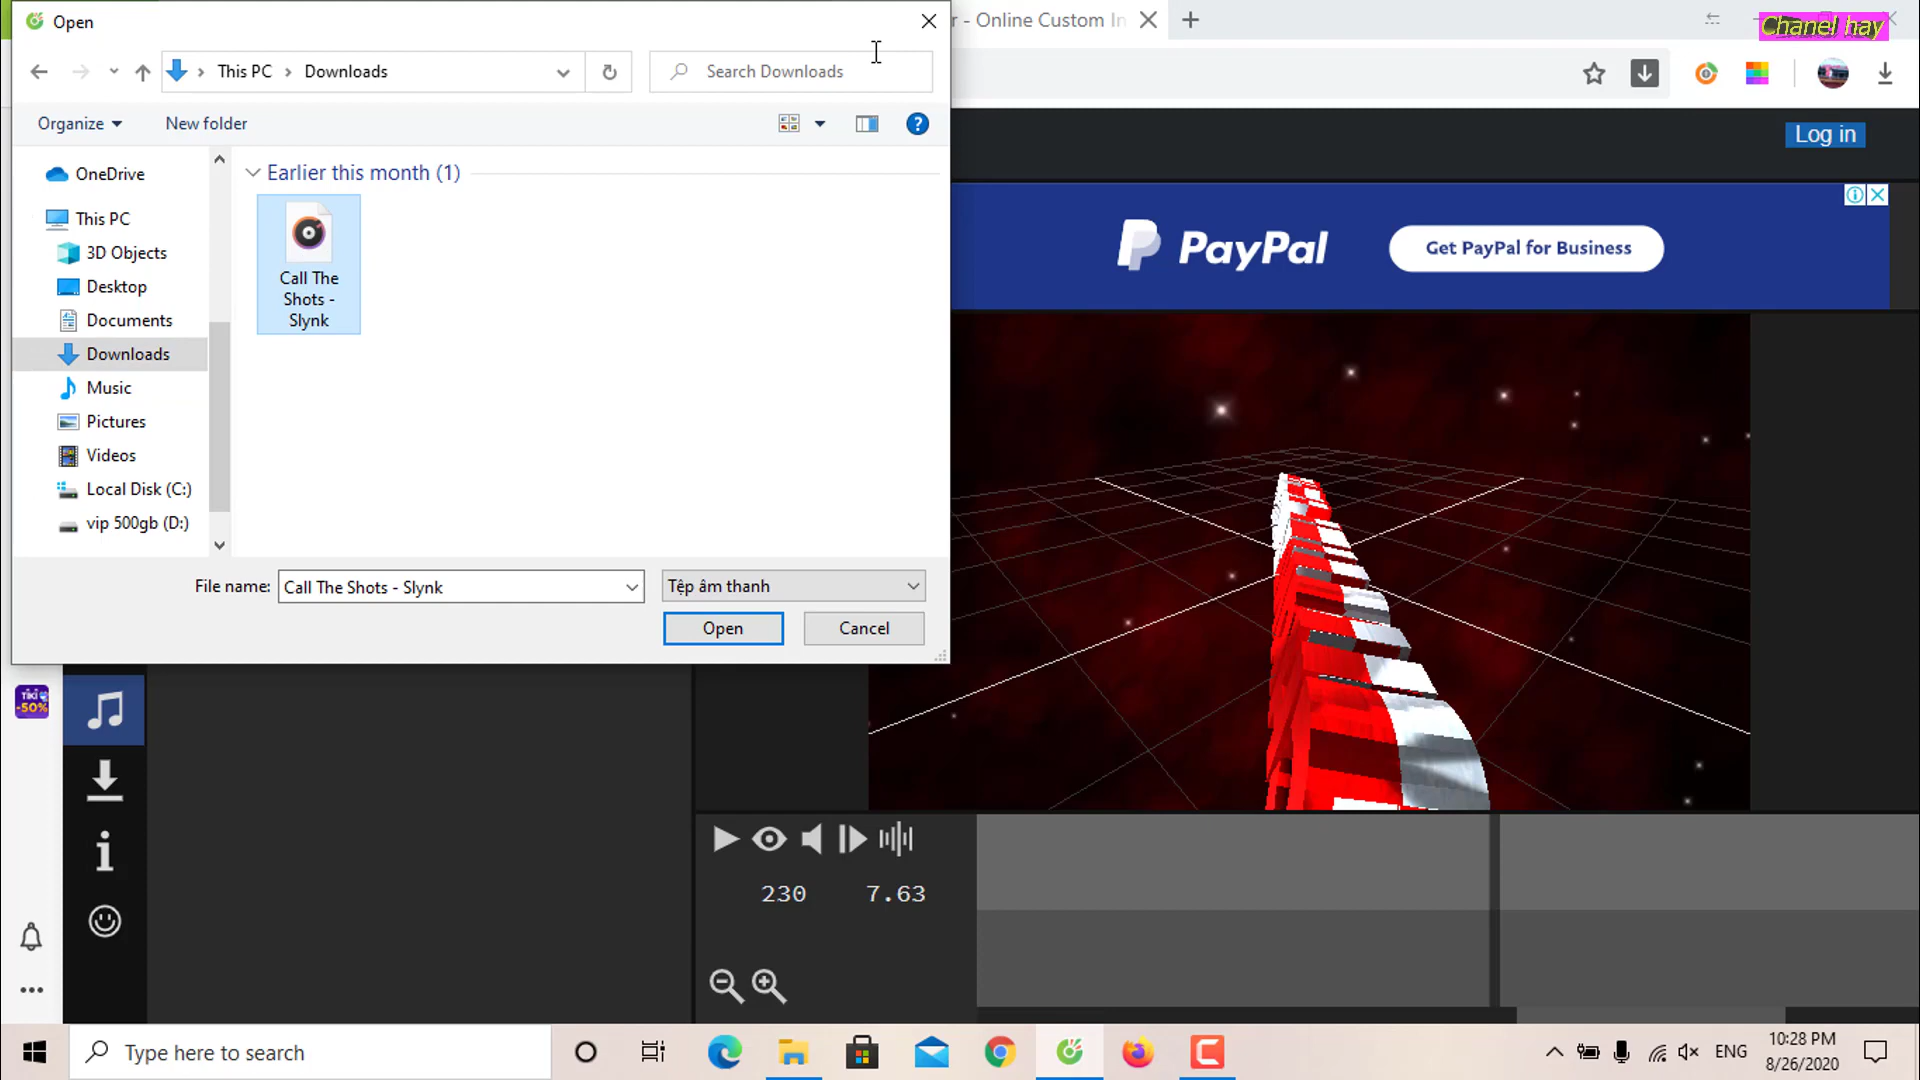 Open
r - Online Custom In
Chanel hay
This PC
Downloads
Search Downloads
Organize
New folder
Log in
OneDrive
Earlier this month (1)
This PC
3D Objects
Desktop
Documents
Downloads
Music
Pictures
Videos
Local Disk (C:)
vip 500gb (D:)
Call The
Shots -
Slynk
PayPal
Get PayPal for Business
File name:
Call The Shots - Slynk
Tệp âm thanh
Open
Cancel
TIKI
-50%
230
7.63
Type here to search
ENG
10:28 PM
8/26/2020